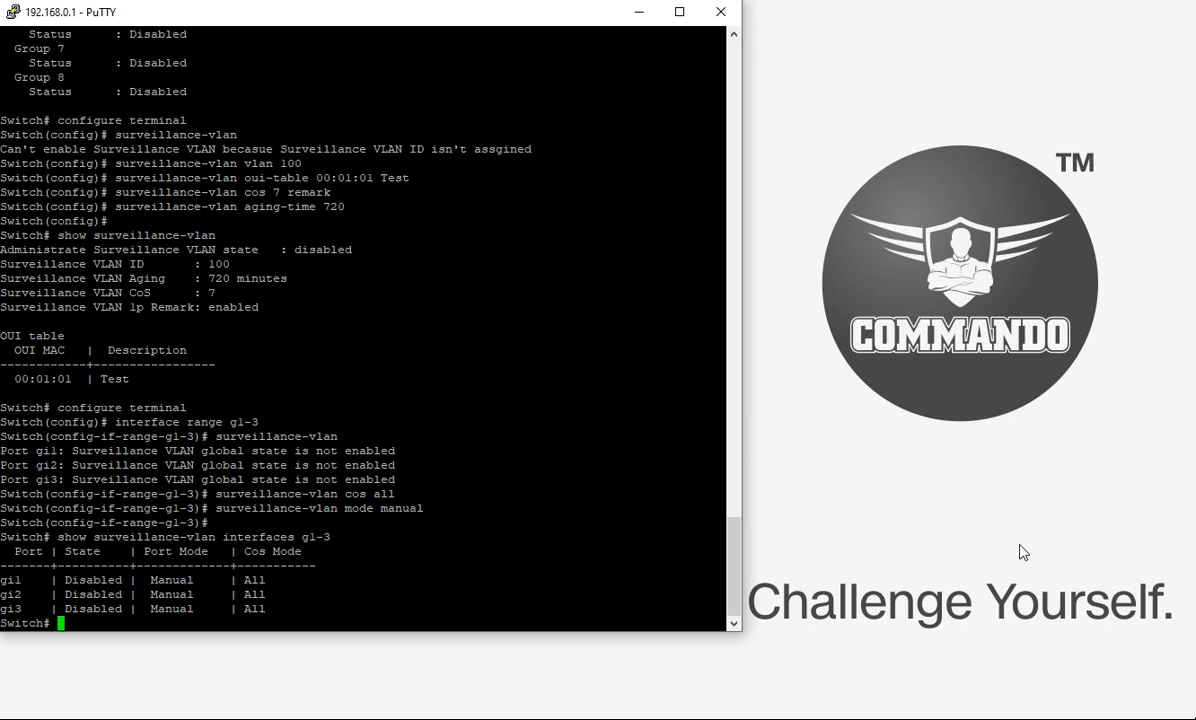 192.168.0.1 - PuTTY
Status : Disabled
Group 7
Status : Disabled
Group 8
Status : Disabled
Switch# configure terminal
Switch(config)# surveillance-vlan
Can't enable Surveillance VLAN becasue Surveillance VLAN ID isn't assgined
Switch(config)# surveillance-vlan vlan 100
Switch(config)# surveillance-vlan oui-table 00:01:01 Test
Switch(config)# surveillance-vlan cos 7 remark
Switch(config)# surveillance-vlan aging-time 720
Switch(config)#
Switch# show surveillance-vlan
Administrate Surveillance VLAN state : disabled
Surveillance VLAN ID : 100
Surveillance VLAN Aging : 720 minutes
Surveillance VLAN CoS : 7
Surveillance VLAN 1p Remark: enabled
OUI table
OUI MAC | Description
------------+-----------------
00:01:01 | Test
Switch# configure terminal
Switch(config)# interface range g1-3
Switch(config-if-range-g1-3)# surveillance-vlan
Port gi1: Surveillance VLAN global state is not enabled
Port gi2: Surveillance VLAN global state is not enabled
Port gi3: Surveillance VLAN global state is not enabled
Switch(config-if-range-g1-3)# surveillance-vlan cos all
Switch(config-if-range-g1-3)# surveillance-vlan mode manual
Switch(config-if-range-g1-3)#
Switch# show surveillance-vlan interfaces g1-3
Port | State | Port Mode | Cos Mode
-------+----------+-------------+-----------
gi1 | Disabled | Manual | All
gi2 | Disabled | Manual | All
gi3 | Disabled | Manual | All
Switch#
TM
COMMANDO
Challenge Yourself.